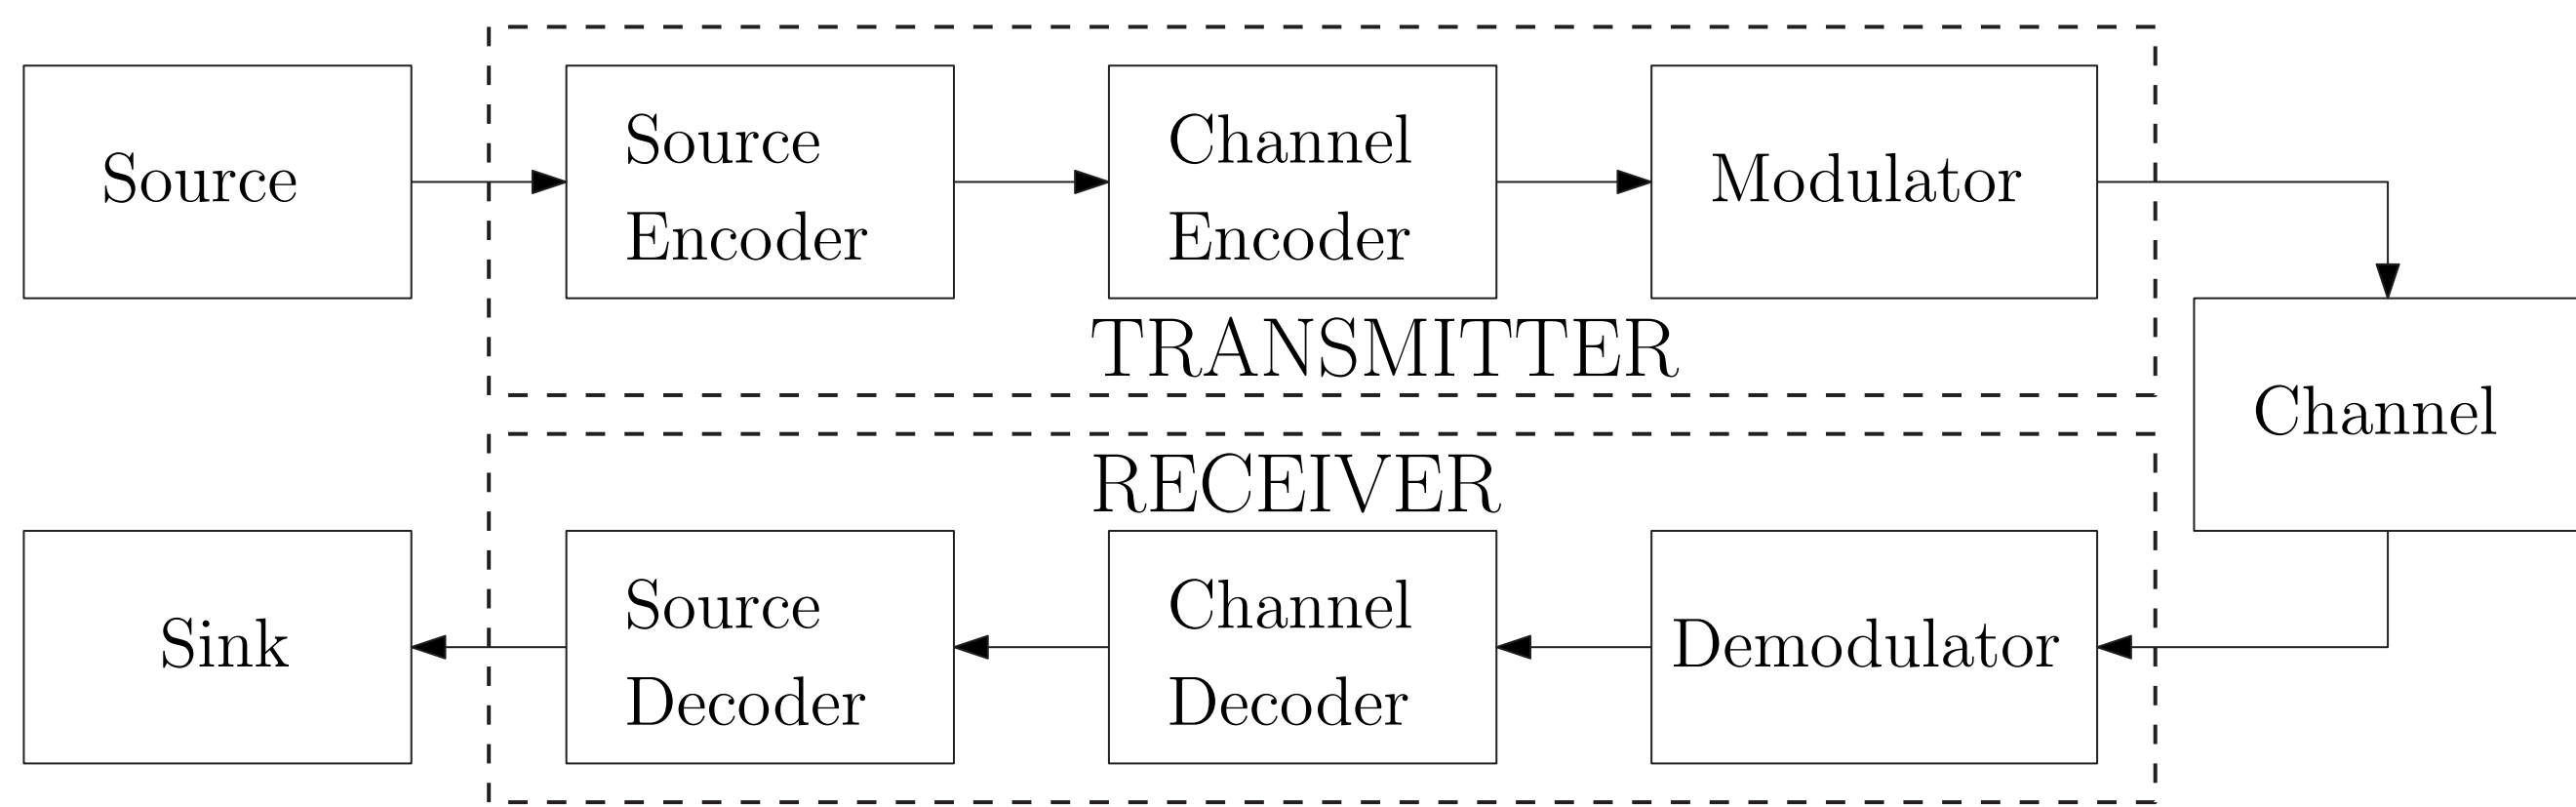 Source
Source
Encoder
Channel
Encoder
Modulator
TRANSMITTER
Channel
RECEIVER
Sink
Source
Decoder
Channel
Decoder
Demodulator